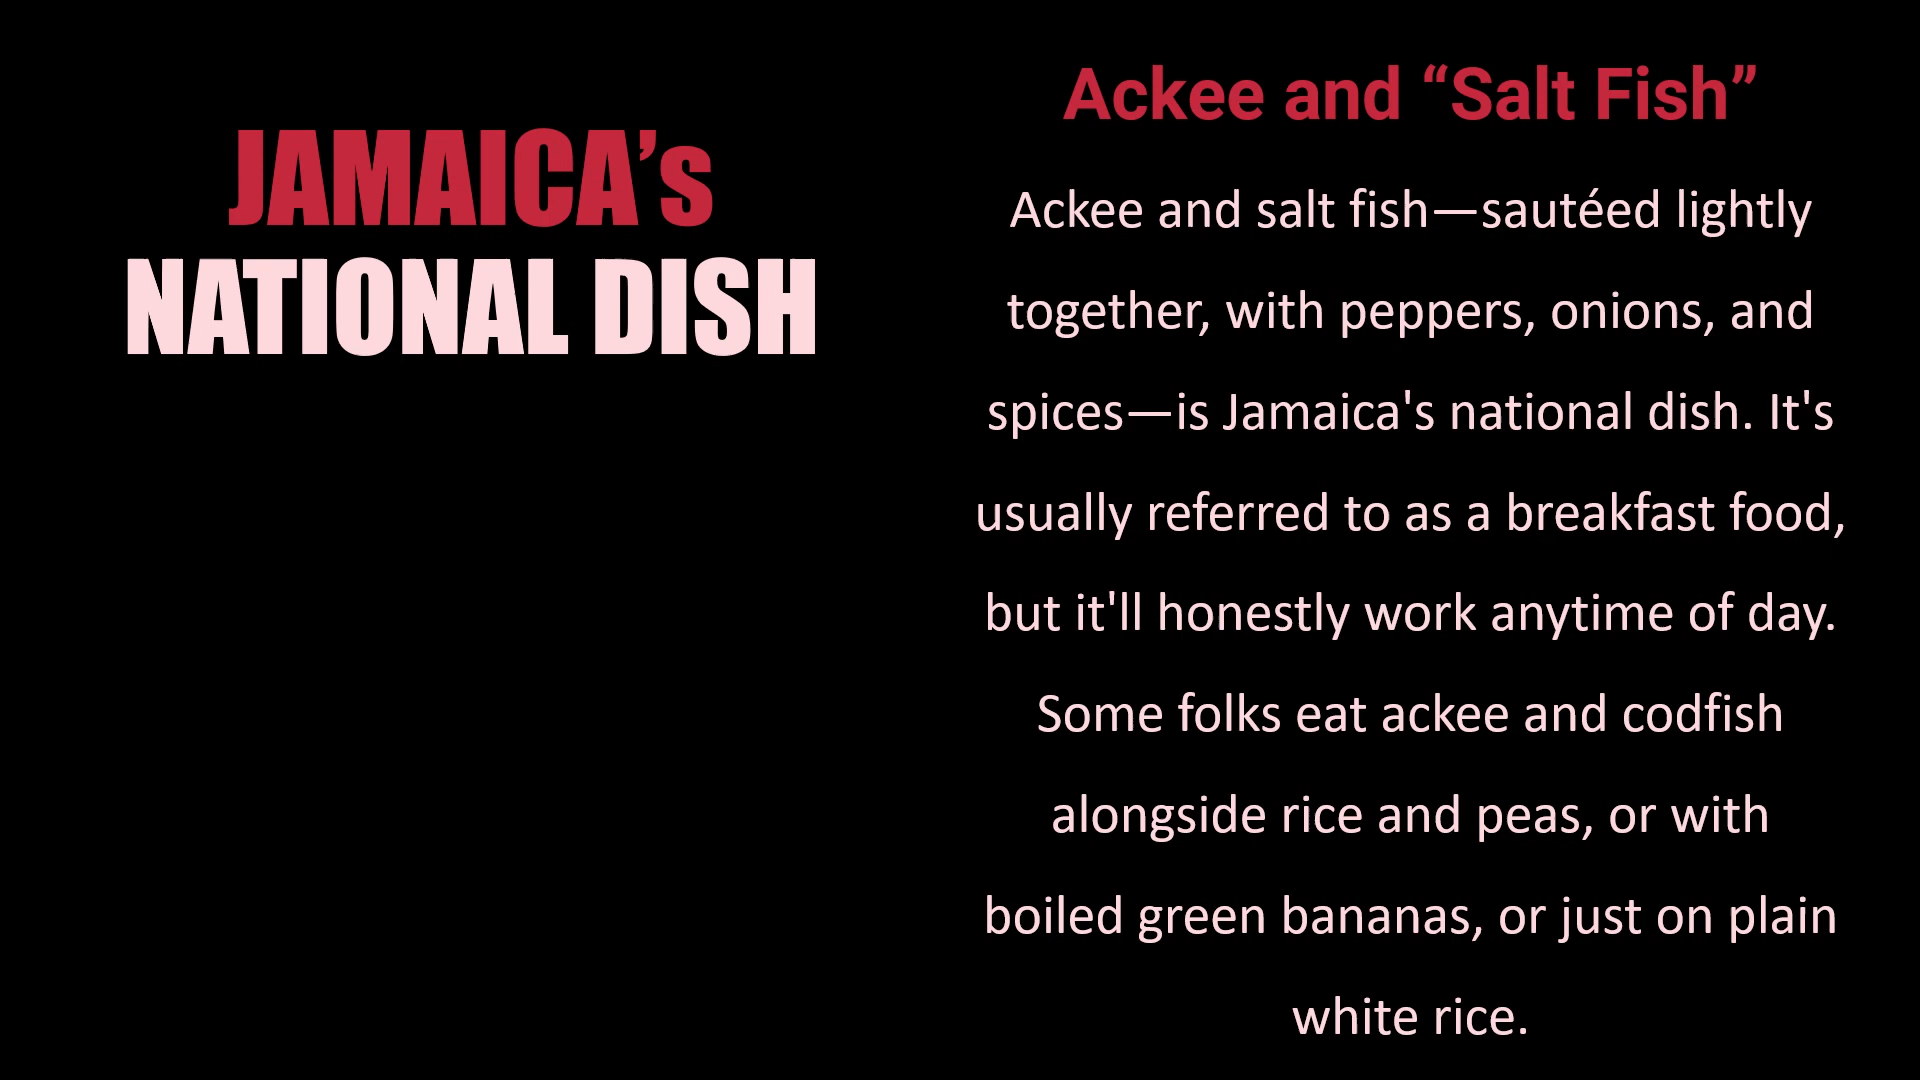 JAMAICA’s
NATIONAL DISH
Ackee and “Salt Fish”
Ackee and salt fish—sautéed lightly
together, with peppers, onions, and
spices—is Jamaica's national dish. It's
usually referred to as a breakfast food,
but it'll honestly work anytime of day.
Some folks eat ackee and codfish
alongside rice and peas, or with
boiled green bananas, or just on plain
white rice.